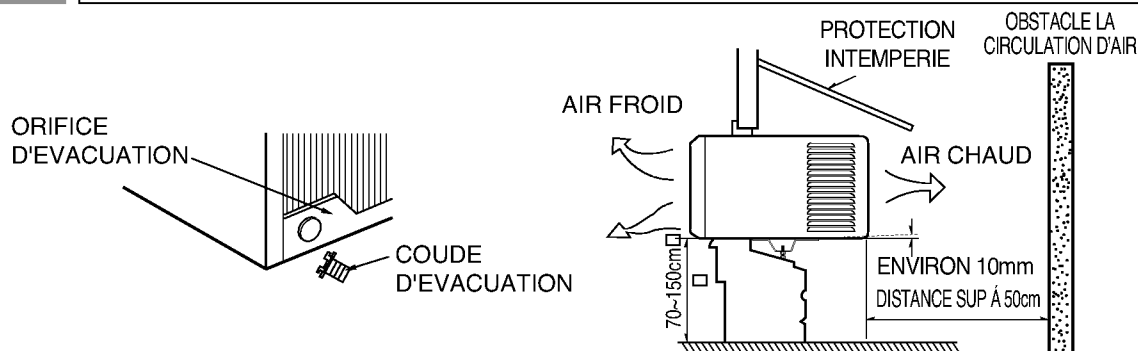 ORIFICE
D'EVACUATION
COUDE
D'EVACUATION
AIR FROID
PROTECTION
INTEMPERIE
OBSTACLE LA
CIRCULATION D'AIR
AIR CHAUD
70~150cm
ENVIRON 10mm
DISTANCE SUP Á 50cm